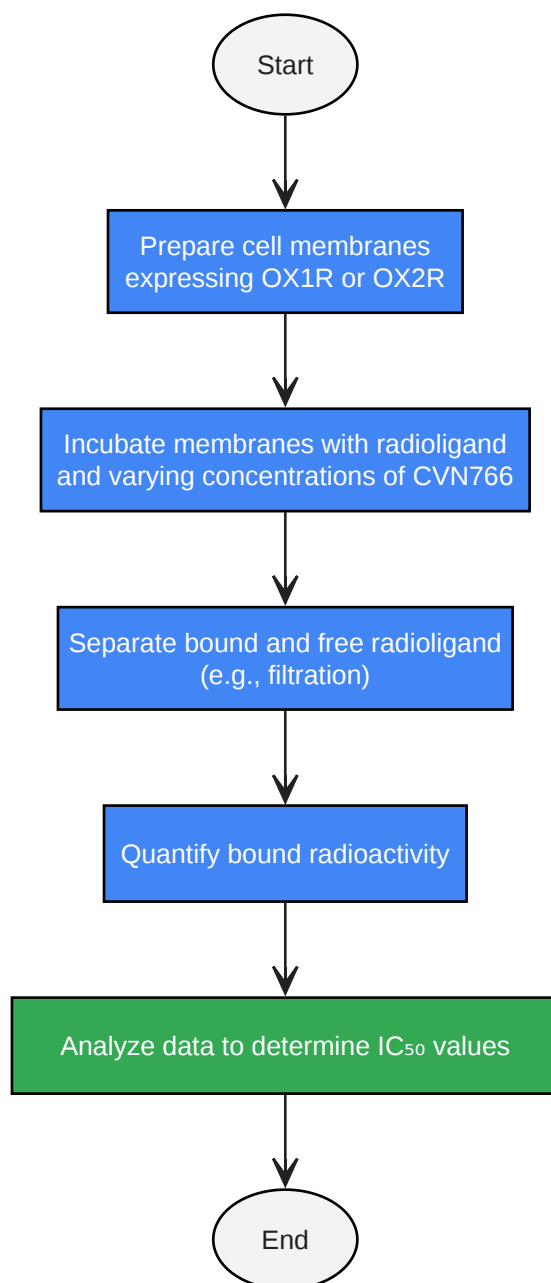 Start
Prepare cell membranes
expressing OX1R or OX2R
Incubate membranes with radioligand
and varying concentrations of CVN766
Separate bound and free radioligand
(e.g., filtration)
Quantify bound radioactivity
Analyze data to determine IC₅₀ values
End